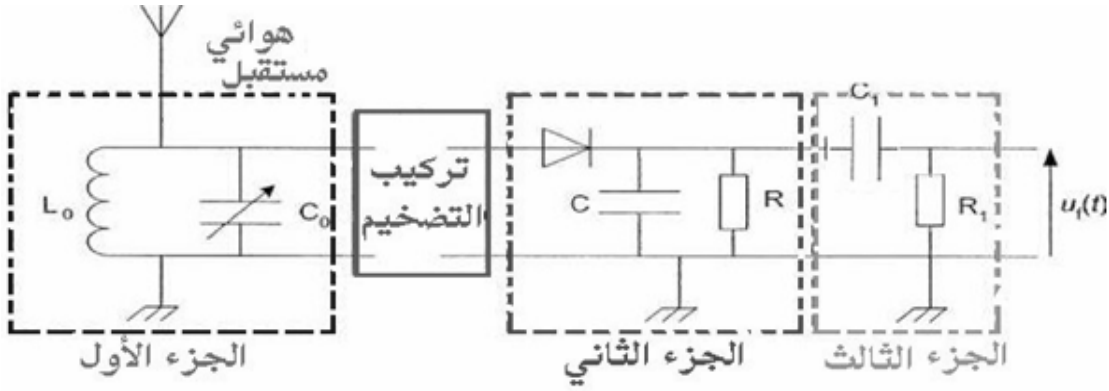 هوائي
مستقبل
L₀
C₀
تركيب
التضخيم
C
R
C₁
R₁
u₁(t)
الجزء الأول
الجزء الثاني
الجزء الثالث